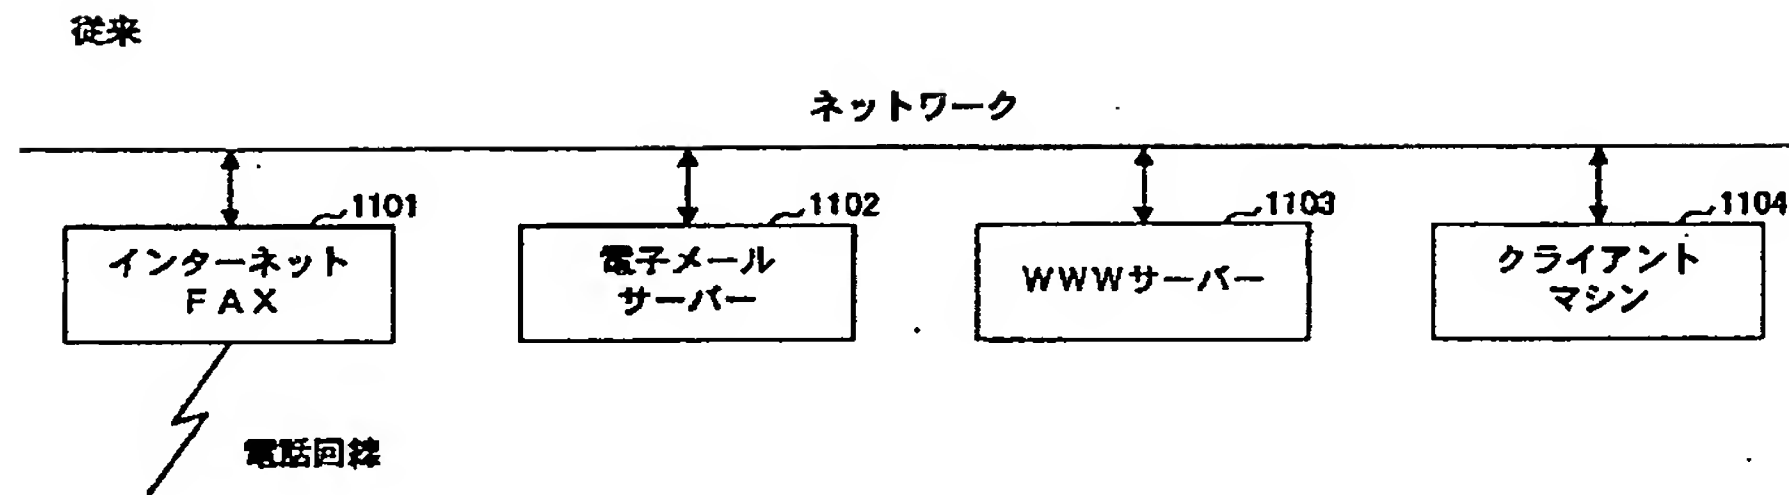 従来
ネットワーク
1101
インターネット
ＦＡＸ
1102
電子メール
サーバー
1103
ＷＷＷサーバー
1104
クライアント
マシン
電話回線